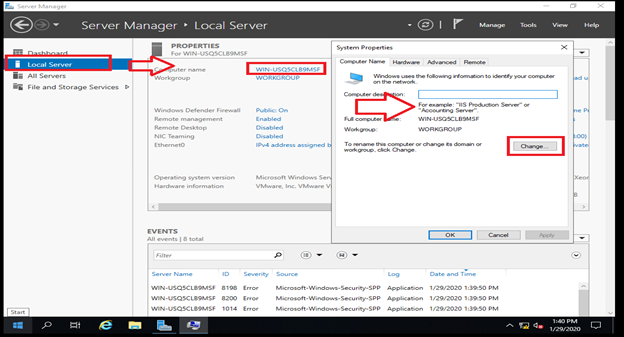 Server Manager
Server Manager • Local Server
Manage Tools View Help
Dashboard
Local Server
All Servers
File and Storage Services
PROPERTIES
For WIN-USQ5CLB9MSF
Computer name WIN-USQ5CLB9MSF
Workgroup WORKGROUP
Windows Defender Firewall Public: On
Remote management Enabled
Remote Desktop Disabled
NIC Teaming Disabled
Ethernet0 IPv4 address assigned b
Operating system version Microsoft Windows Serve
Hardware information VMware, Inc. VMware
System Properties
Computer Name Hardware Advanced Remote
Windows uses the following information to identify your computer
on the network.
Computer description:
For example: "IIS Production Server" or
"Accounting Server".
Full computer name: WIN-USQ5CLB9MSF
Workgroup: WORKGROUP
To rename this computer or change its domain or
workgroup, click Change.
Change...
OK Cancel Apply
Xeon
EVENTS
All events | 8 total
Filter
Server Name ID Severity Source Log Date and Time
WIN-USQ5CLB9MSF 8198 Error Microsoft-Windows-Security-SPP Application 1/29/2020 1:39:50 PM
WIN-USQ5CLB9MSF 8200 Error Microsoft-Windows-Security-SPP Application 1/29/2020 1:39:50 PM
WIN-USQ5CLB9MSF 1014 Error Microsoft-Windows-Security-SPP Application 1/29/2020 1:39:50 PM
Start
1:40 PM
1/29/2020